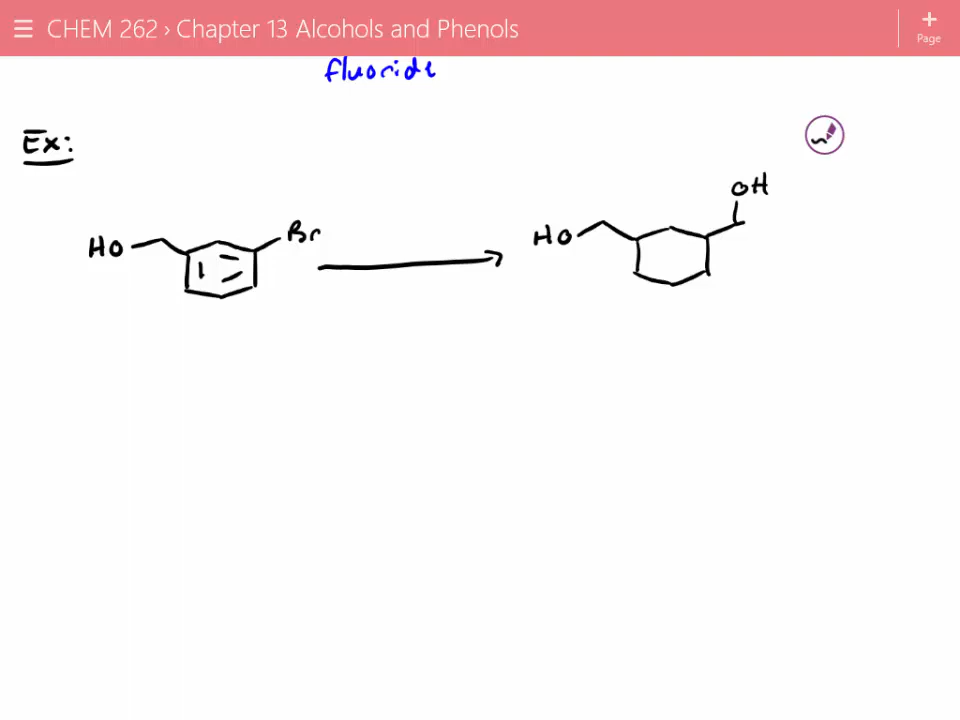 CHEM 262 › Chapter 13 Alcohols and Phenols
Page
fluoride
Ex:
OH
HO
Br
HO